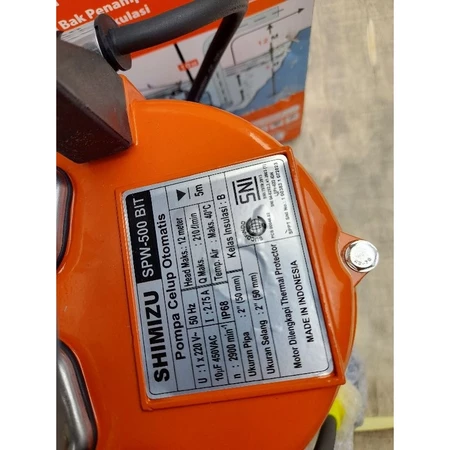 Bak Penamp
kulasi
SHIMIZU SPW-500 BIT
Pompa Celup Otomatis
U : 1 x 220 V~ 50 Hz Head Maks.: 12 meter 5m
I : 2.75 A Q Maks. : 210 ℓ/min
10µF 450VAC IP68 Temp. Air : Maks. 40°C
n : 2900 min Kelas Insulasi : B
Ukuran Pipa : 2" (50 mm)
Ukuran Selang : 2" (50 mm)
Motor Dilengkapi Thermal Protector
MADE IN INDONESIA
SNI